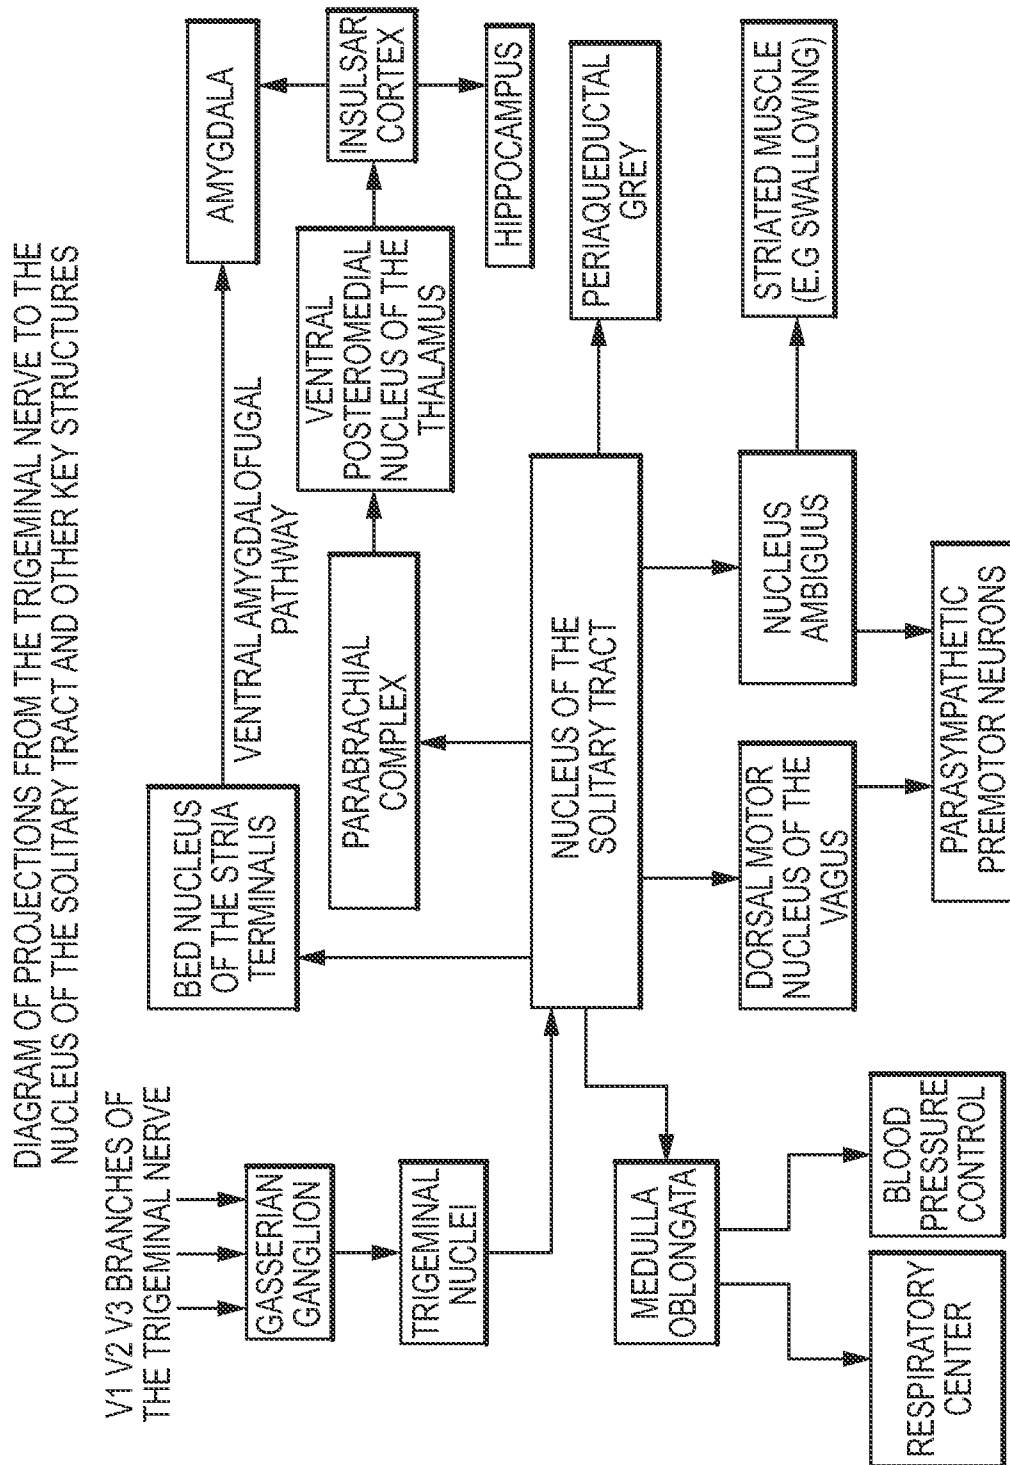 DIAGRAM OF PROJECTIONS FROM THE TRIGEMINAL NERVE TO THE
NUCLEUS OF THE SOLITARY TRACT AND OTHER KEY STRUCTURES
V1 V2 V3 BRANCHES OF
THE TRIGEMINAL NERVE
GASSERIAN
GANGLION
TRIGEMINAL
NUCLEI
BED NUCLEUS
OF THE STRIA
TERMINALIS
VENTRAL AMYGDALOFUGAL
PATHWAY
AMYGDALA
PARABRACHIAL
COMPLEX
VENTRAL
POSTEROMEDIAL
NUCLEUS OF THE
THALAMUS
INSULSAR
CORTEX
HIPPOCAMPUS
NUCLEUS OF THE
SOLITARY TRACT
PERIAQUEDUCTAL
GREY
MEDULLA
OBLONGATA
DORSAL MOTOR
NUCLEUS OF THE
VAGUS
NUCLEUS
AMBIGUUS
STRIATED MUSCLE
(E.G SWALLOWING)
RESPIRATORY
CENTER
BLOOD
PRESSURE
CONTROL
PARASYMPATHETIC
PREMOTOR NEURONS